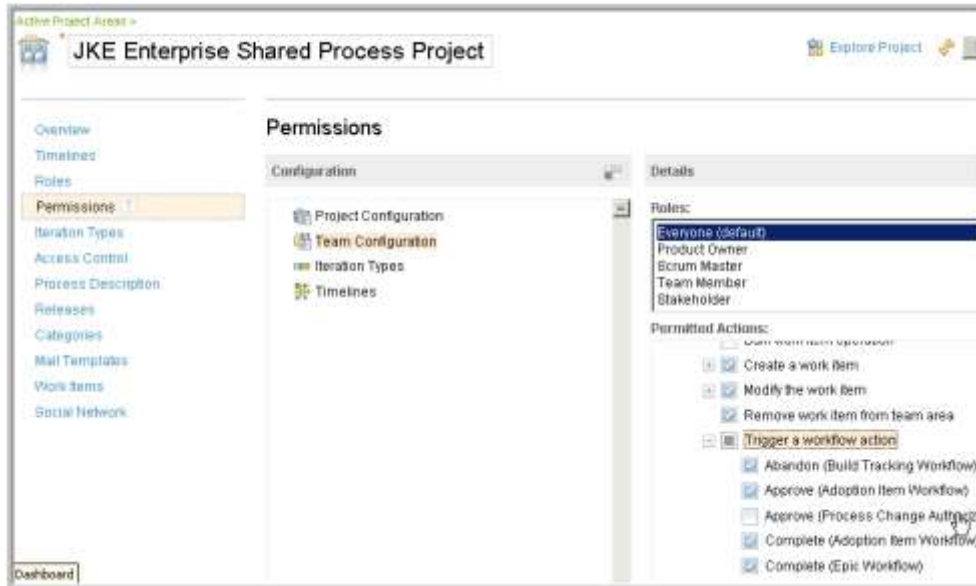 Active Project Areas >
JKE Enterprise Shared Process Project
Explore Project
Overview
Timelines
Roles
Permissions
Iteration Types
Access Control
Process Description
Releases
Categories
Mail Templates
Work Items
Social Network
Permissions
Configuration
Project Configuration
Team Configuration
Iteration Types
Timelines
Details
Roles:
Everyone (default)
Product Owner
Scrum Master
Team Member
Stakeholder
Permitted Actions:
work item operation
Create a work item
Modify the work item
Remove work item from team area
Trigger a workflow action
Abandon (Build Tracking Workflow)
Approve (Adoption Item Workflow)
Approve (Process Change
Complete (Adoption Item Workflow)
Complete (Epic Workflow)
Dashboard